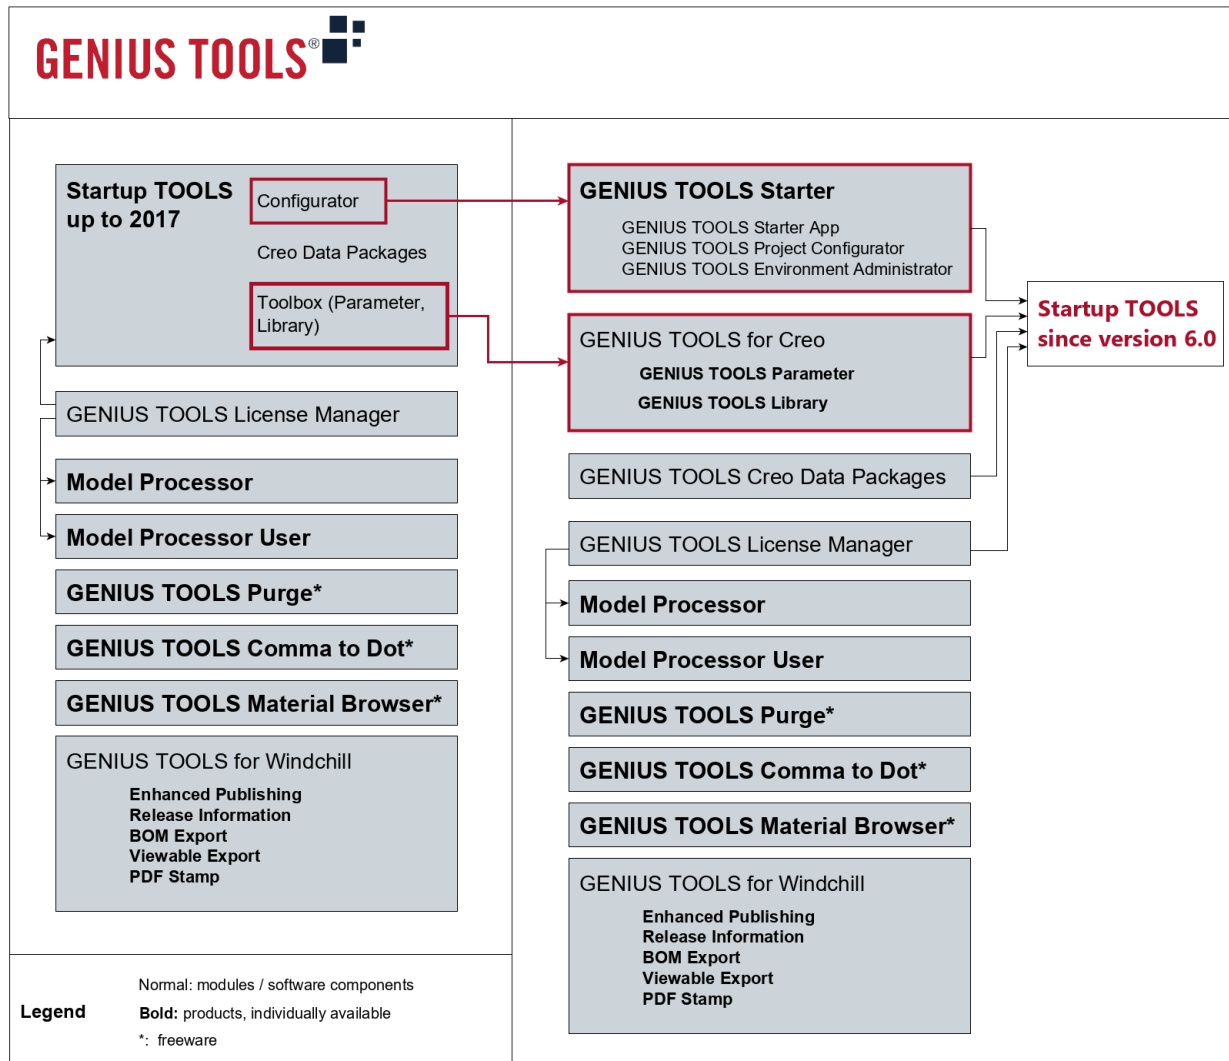 GENIUS TOOLS®
Startup TOOLS
up to 2017
Configurator
Creo Data Packages
Toolbox (Parameter,
Library)
GENIUS TOOLS License Manager
Model Processor
Model Processor User
GENIUS TOOLS Purge*
GENIUS TOOLS Comma to Dot*
GENIUS TOOLS Material Browser*
GENIUS TOOLS for Windchill
Enhanced Publishing
Release Information
BOM Export
Viewable Export
PDF Stamp
Legend
Normal: modules / software components
Bold: products, individually available
*: freeware
GENIUS TOOLS Starter
GENIUS TOOLS Starter App
GENIUS TOOLS Project Configurator
GENIUS TOOLS Environment Administrator
GENIUS TOOLS for Creo
GENIUS TOOLS Parameter
GENIUS TOOLS Library
GENIUS TOOLS Creo Data Packages
GENIUS TOOLS License Manager
Model Processor
Model Processor User
GENIUS TOOLS Purge*
GENIUS TOOLS Comma to Dot*
GENIUS TOOLS Material Browser*
GENIUS TOOLS for Windchill
Enhanced Publishing
Release Information
BOM Export
Viewable Export
PDF Stamp
Startup TOOLS
since version 6.0